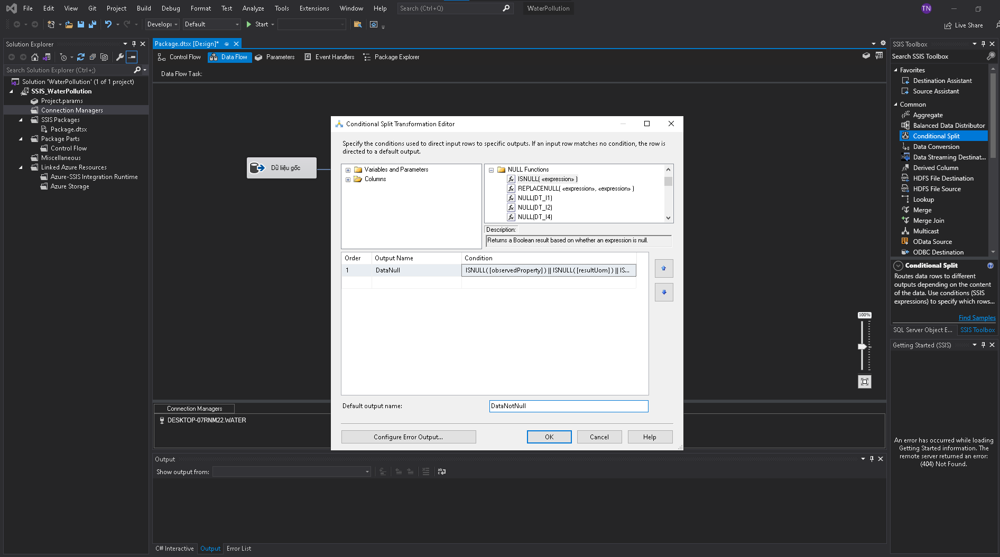 File Edit View Git Project Build Debug Format Test Analyze Tools Extensions Window Help Search (Ctrl+Q) WaterPollution TN
Developi Default Start Live Share
Solution Explorer
Search Solution Explorer (Ctrl+;)
Solution 'WaterPollution' (1 of 1 project)
SSIS_WaterPollution
Project.params
Connection Managers
SSIS Packages
Package.dtsx
Package Parts
Control Flow
Miscellaneous
Linked Azure Resources
Azure-SSIS Integration Runtime
Azure Storage
Package.dtsx [Design]*
Control Flow Data Flow Parameters Event Handlers Package Explorer
Data Flow Task:
Dữ liệu gốc
Conditional Split Transformation Editor
Specify the conditions used to direct input rows to specific outputs. If an input row matches no condition, the row is
directed to a default output.
Variables and Parameters
Columns
NULL Functions
ISNULL( «expression» )
REPLACENULL( «expression», «expression» )
NULL(DT_I1)
NULL(DT_I2)
NULL(DT_I4)
Description:
Returns a Boolean result based on whether an expression is null.
Order Output Name Condition
1 DataNull ISNULL( [observedProperty] ) || ISNULL( [resultUom] ) || IS...
Default output name: DataNotNull
Configure Error Output... OK Cancel Help
100%
Connection Managers
DESKTOP-07RNM22.WATER
Output
Show output from:
C# Interactive Output Error List
SSIS Toolbox
Search SSIS Toolbox
Favorites
Destination Assistant
Source Assistant
Common
Aggregate
Balanced Data Distributor
Conditional Split
Data Conversion
Data Streaming Destinat...
Derived Column
HDFS File Destination
HDFS File Source
Lookup
Merge
Merge Join
Multicast
OData Source
ODBC Destination
Conditional Split
Routes data rows to different
outputs depending on the content
of the data. Use conditions (SSIS
expressions) to specify which rows...
Find Samples
SQL Server Object E... SSIS Toolbox
Getting Started (SSIS)
An error has occurred while loading
Getting Started information. The
remote server returned an error:
(404) Not Found.